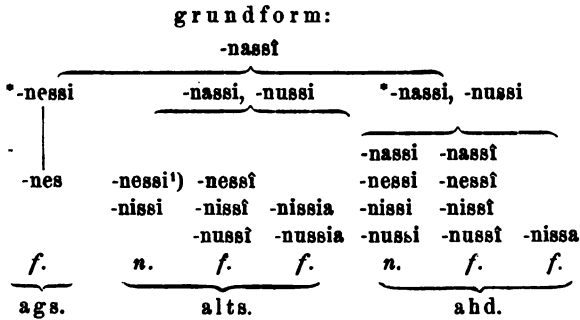 grundform:
-nassî
*-nessi -nassi, -nussi *-nassi, -nussi
-nassi -nassî
-nes -nessi¹) -nessî -nessi -nessî
-nissi -nissî -nissia -nissi -nissî
-nussî -nussia -nussi -nussî -nissa
f. n. f. f. n. f. f.
ags. alts. ahd.